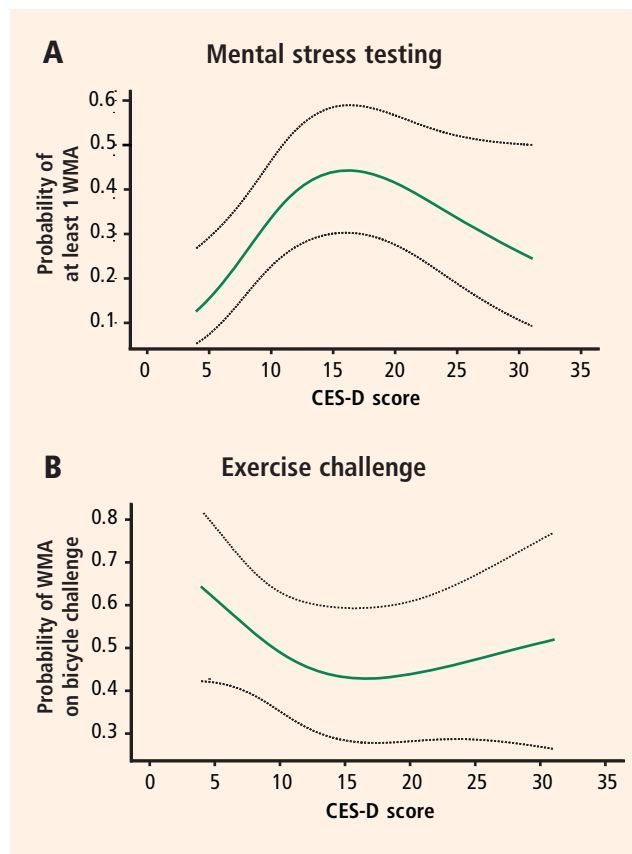 A
Mental stress testing
0.6
0.5
0.4
0.3
0.2
0.1
Probability of
at least 1 WMA
0 5 10 15 20 25 30 35
CES-D score
B
Exercise challenge
0.8
0.7
0.6
0.5
0.4
0.3
Probability of WMA
on bicycle challenge
0 5 10 15 20 25 30 35
CES-D score